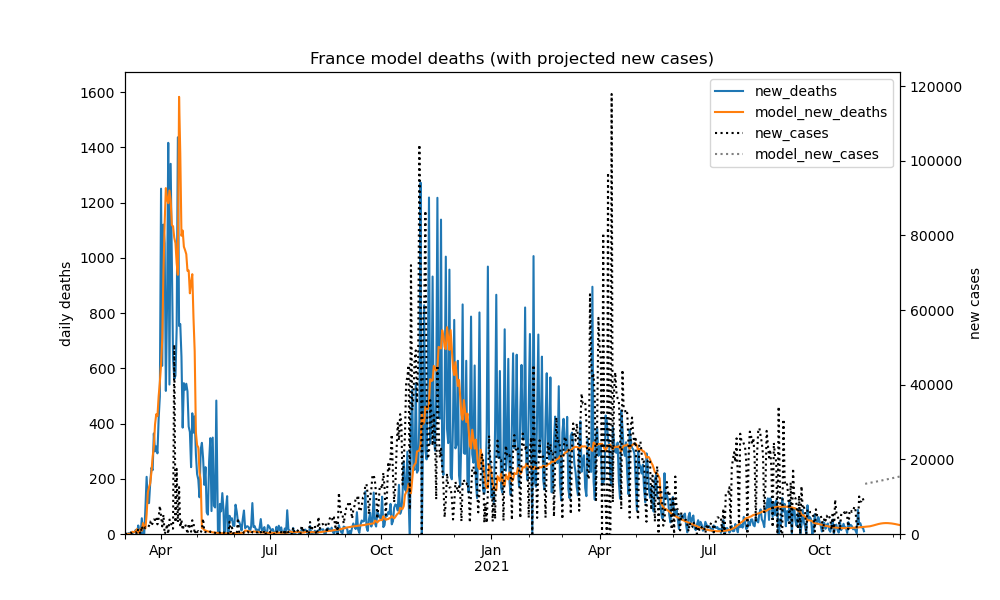 France model deaths (with projected new cases)
new_deaths
model_new_deaths
new_cases
model_new_cases
daily deaths
new cases
1600
1400
1200
1000
800
600
400
200
0
120000
100000
80000
60000
40000
20000
0
Apr Jul Oct Jan Apr Jul Oct
2021